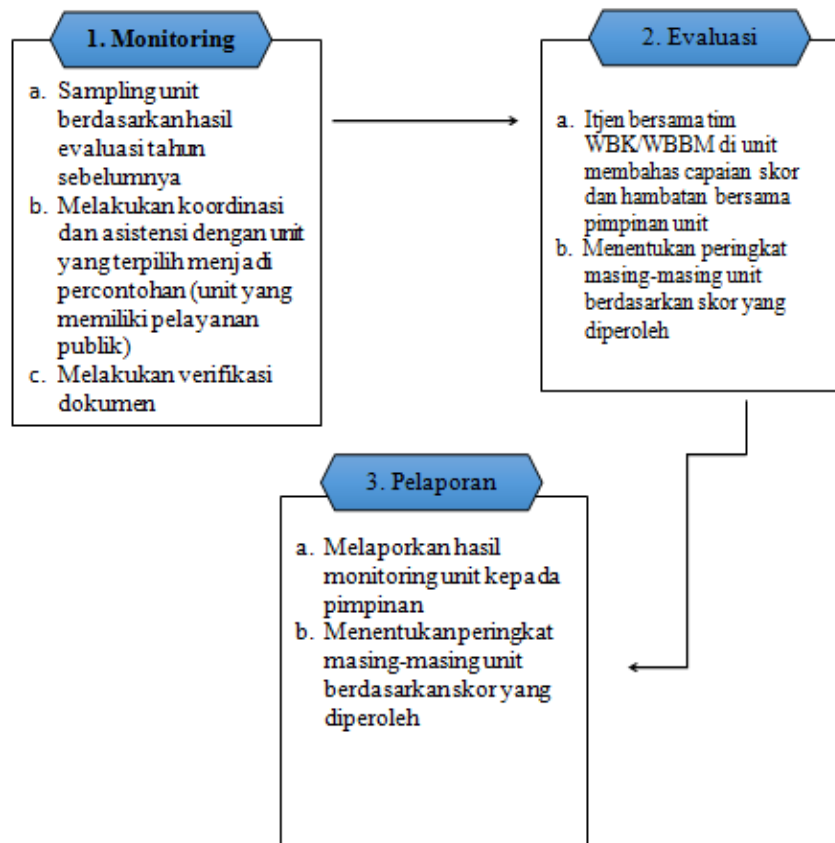 1. Monitoring
a. Sampling unit
berdasarkan hasil
evaluasi tahun
sebelumnya
b. Melakukan koordinasi
dan asistensi dengan unit
yang terpilih menjadi
percontohan (unit yang
memiliki pelayanan
publik)
c. Melakukan verifikasi
dokumen
2. Evaluasi
a. Itjen bersama tim
WBK/WBBM di unit
membahas capaian skor
dan hambatan bersama
pimpinan unit
b. Menentukan peringkat
masing-masing unit
berdasarkan skor yang
diperoleh
3. Pelaporan
a. Melaporkan hasil
monitoring unit kepada
pimpinan
b. Menentukan peringkat
masing-masing unit
berdasarkan skor yang
diperoleh